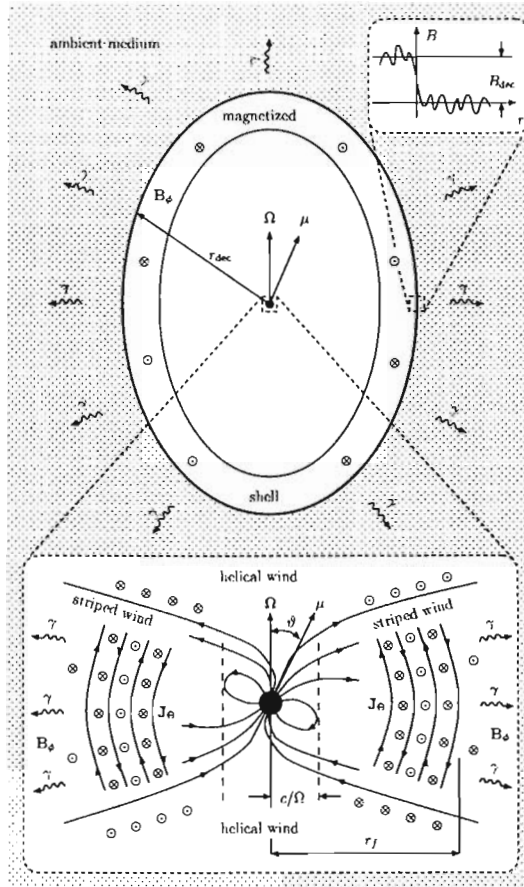 ambient medium
γ
γ
γ
γ
γ
γ
γ
γ
γ
γ
γ
B
B_dec
r
magnetized
B_ϕ
Ω
μ
r_dec
shell
helical wind
striped wind
Ω
ϑ
μ
striped wind
γ
γ
γ
γ
γ
γ
B_ϕ
J_θ
J_θ
B_ϕ
c/Ω
helical wind
r_f